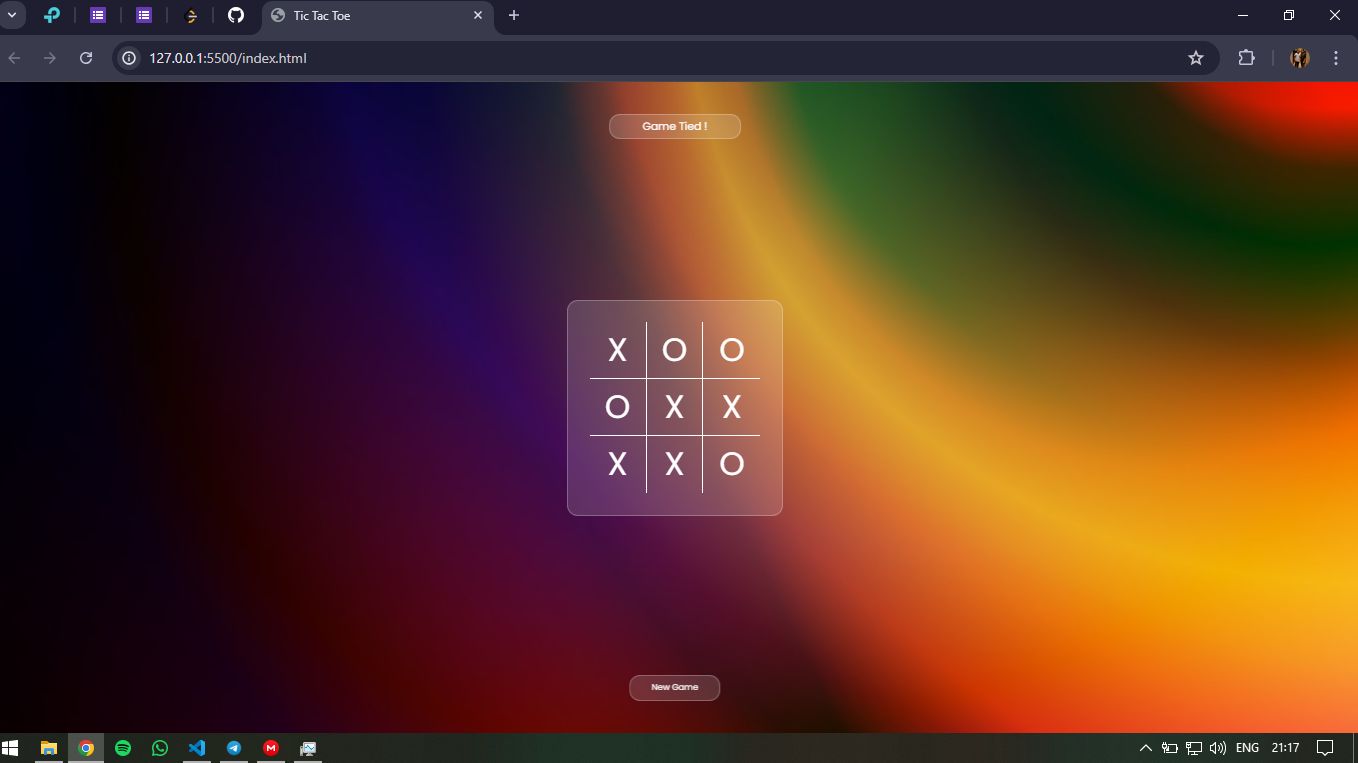 Tic Tac Toe
127.0.0.1:5500/index.html
Game Tied !
X O O
O X X
X X O
New Game
ENG 21:17